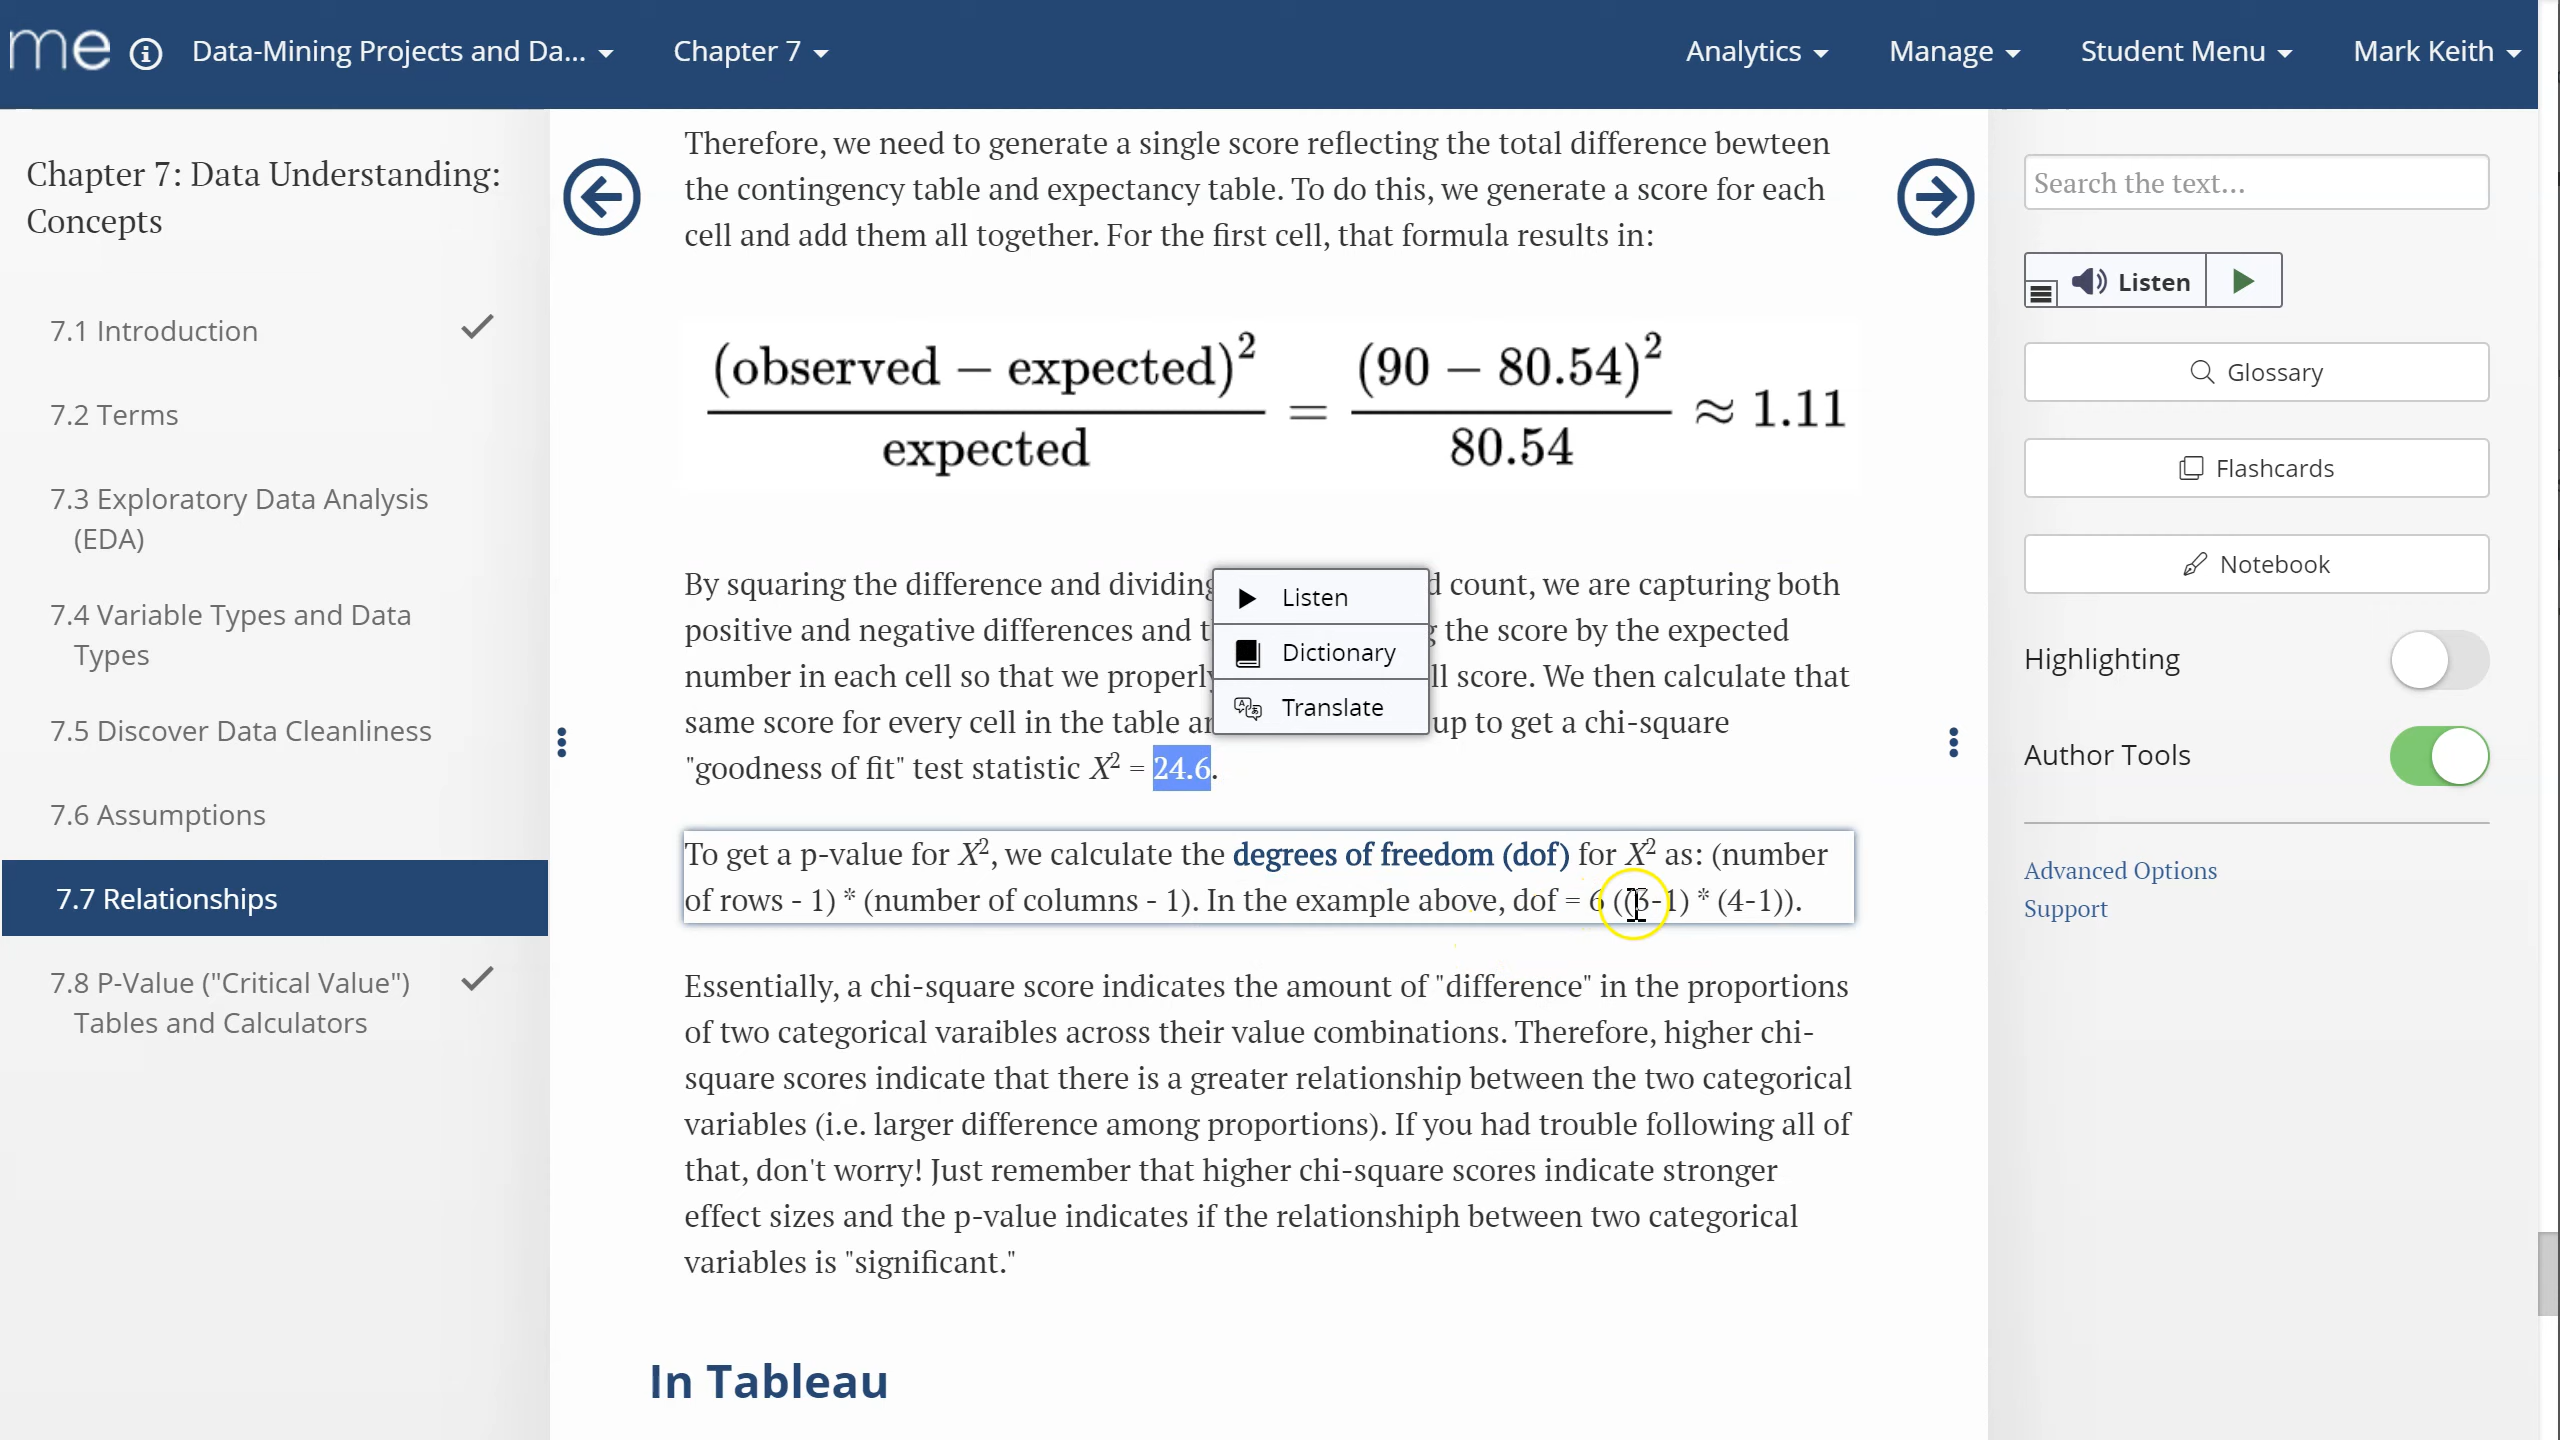 me
Data-Mining Projects and Da...
Chapter 7
Analytics
Manage
Student Menu
Mark Keith
Chapter 7: Data Understanding:
Concepts
7.1 Introduction
7.2 Terms
7.3 Exploratory Data Analysis
(EDA)
7.4 Variable Types and Data
Types
7.5 Discover Data Cleanliness
7.6 Assumptions
7.7 Relationships
7.8 P-Value ("Critical Value")
Tables and Calculators
Therefore, we need to generate a single score reflecting the total difference bewteen
the contingency table and expectancy table. To do this, we generate a score for each
cell and add them all together. For the first cell, that formula results in:
(observed − expected)² / expected = (90 − 80.54)² / 80.54 ≈ 1.11
By squaring the difference and dividing count, we are capturing both
positive and negative differences and the score by the expected
number in each cell so that we properly score. We then calculate that
same score for every cell in the table up to get a chi-square
"goodness of fit" test statistic X² = 24.6.
Listen
Dictionary
Translate
To get a p-value for X², we calculate the degrees of freedom (dof) for X² as: (number
of rows - 1) * (number of columns - 1). In the example above, dof = 6 ((3-1) * (4-1)).
Essentially, a chi-square score indicates the amount of "difference" in the proportions
of two categorical varaibles across their value combinations. Therefore, higher chi-
square scores indicate that there is a greater relationship between the two categorical
variables (i.e. larger difference among proportions). If you had trouble following all of
that, don't worry! Just remember that higher chi-square scores indicate stronger
effect sizes and the p-value indicates if the relationshiph between two categorical
variables is "significant."
In Tableau
Search the text...
Listen
Glossary
Flashcards
Notebook
Highlighting
Author Tools
Advanced Options
Support